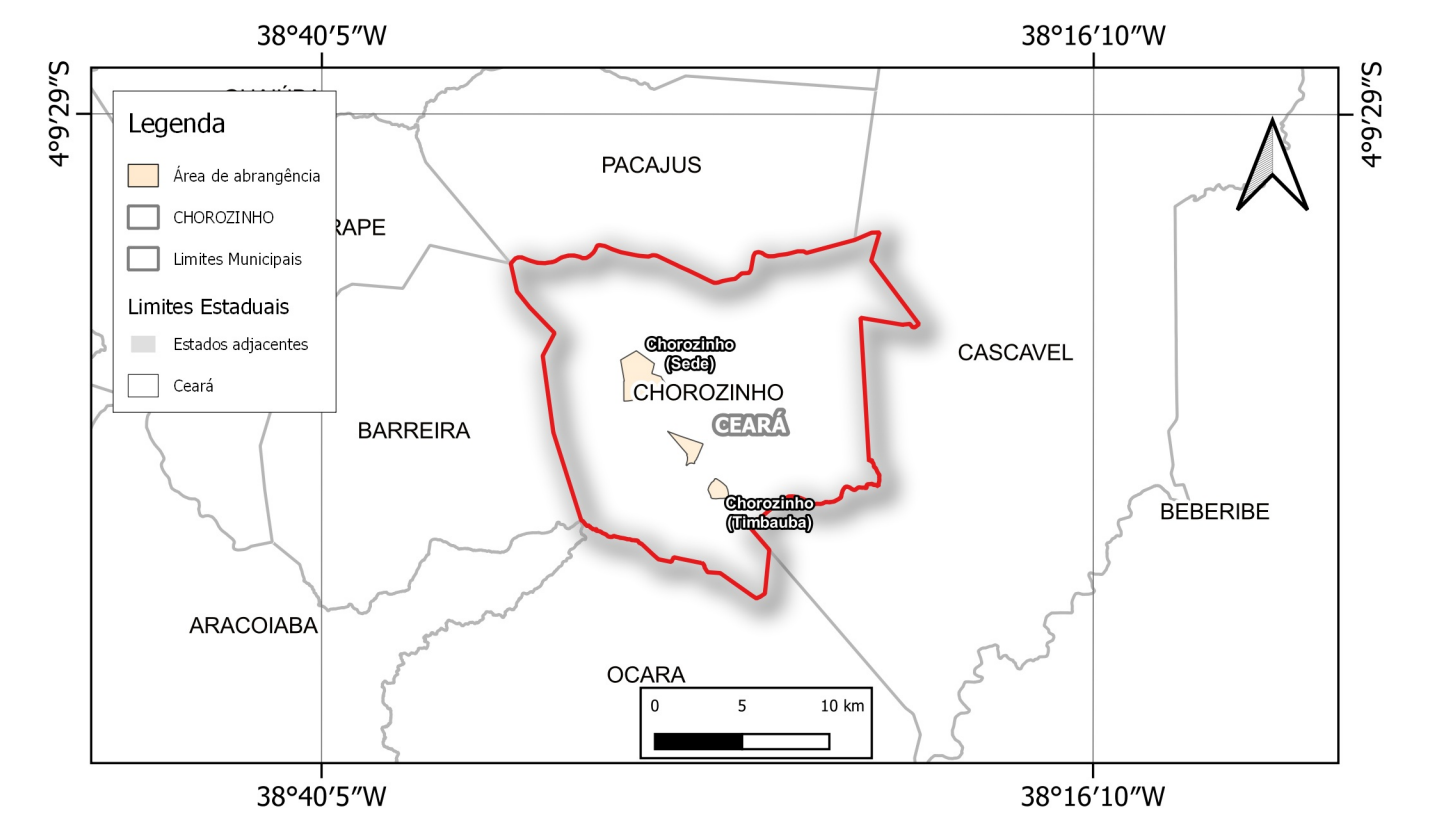 38°40′5″W
38°16′10″W
4°9′29″S
4°9′29″S
Legenda
Área de abrangência
CHOROZINHO
Limites Municipais
Limites Estaduais
Estados adjacentes
Ceará
PACAJUS
RAPE
Chorozinho
(Sede)
CHOROZINHO
CEARÁ
CASCAVEL
BARREIRA
Chorozinho
(Timbauba)
BEBERIBE
ARACOIABA
OCARA
0 5 10 km
38°40′5″W
38°16′10″W